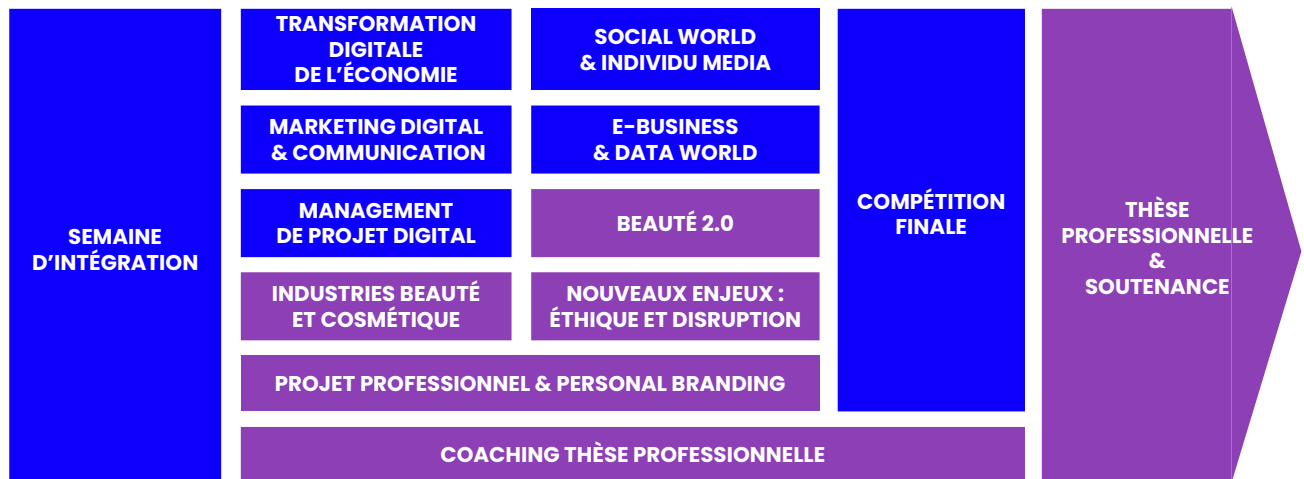 SEMAINE
D'INTÉGRATION
TRANSFORMATION
DIGITALE
DE L'ÉCONOMIE
SOCIAL WORLD
& INDIVIDU MEDIA
MARKETING DIGITAL
& COMMUNICATION
E-BUSINESS
& DATA WORLD
MANAGEMENT
DE PROJET DIGITAL
BEAUTÉ 2.0
INDUSTRIES BEAUTÉ
ET COSMÉTIQUE
NOUVEAUX ENJEUX :
ÉTHIQUE ET DISRUPTION
PROJET PROFESSIONNEL & PERSONAL BRANDING
COACHING THÈSE PROFESSIONNELLE
COMPÉTITION
FINALE
THÈSE
PROFESSIONNELLE
&
SOUTENANCE